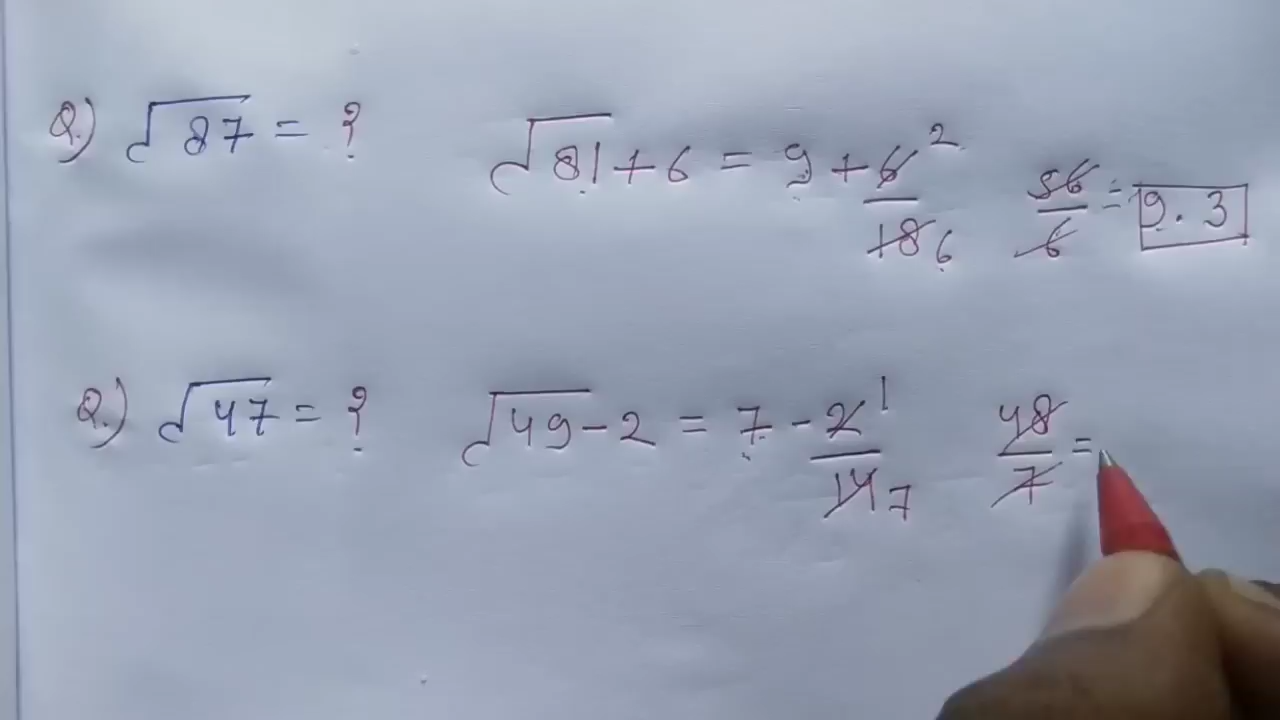 Q.) √87 = ? √81 + 6 = 9 + 6 2 / 18 6 56/6 = 9.3
Q.) √47 = ? √49 - 2 = 7 - 2 1 / 14 7 48/7 =